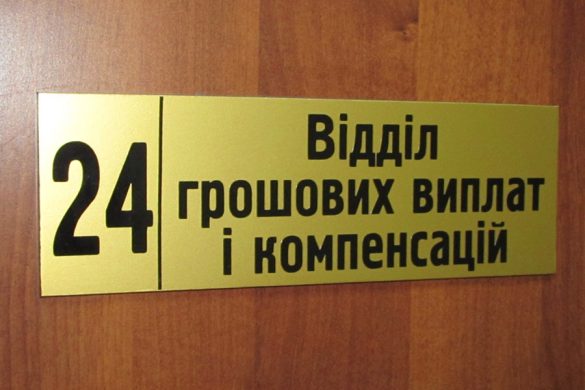 24
Відділ
грошових виплат
і компенсацій